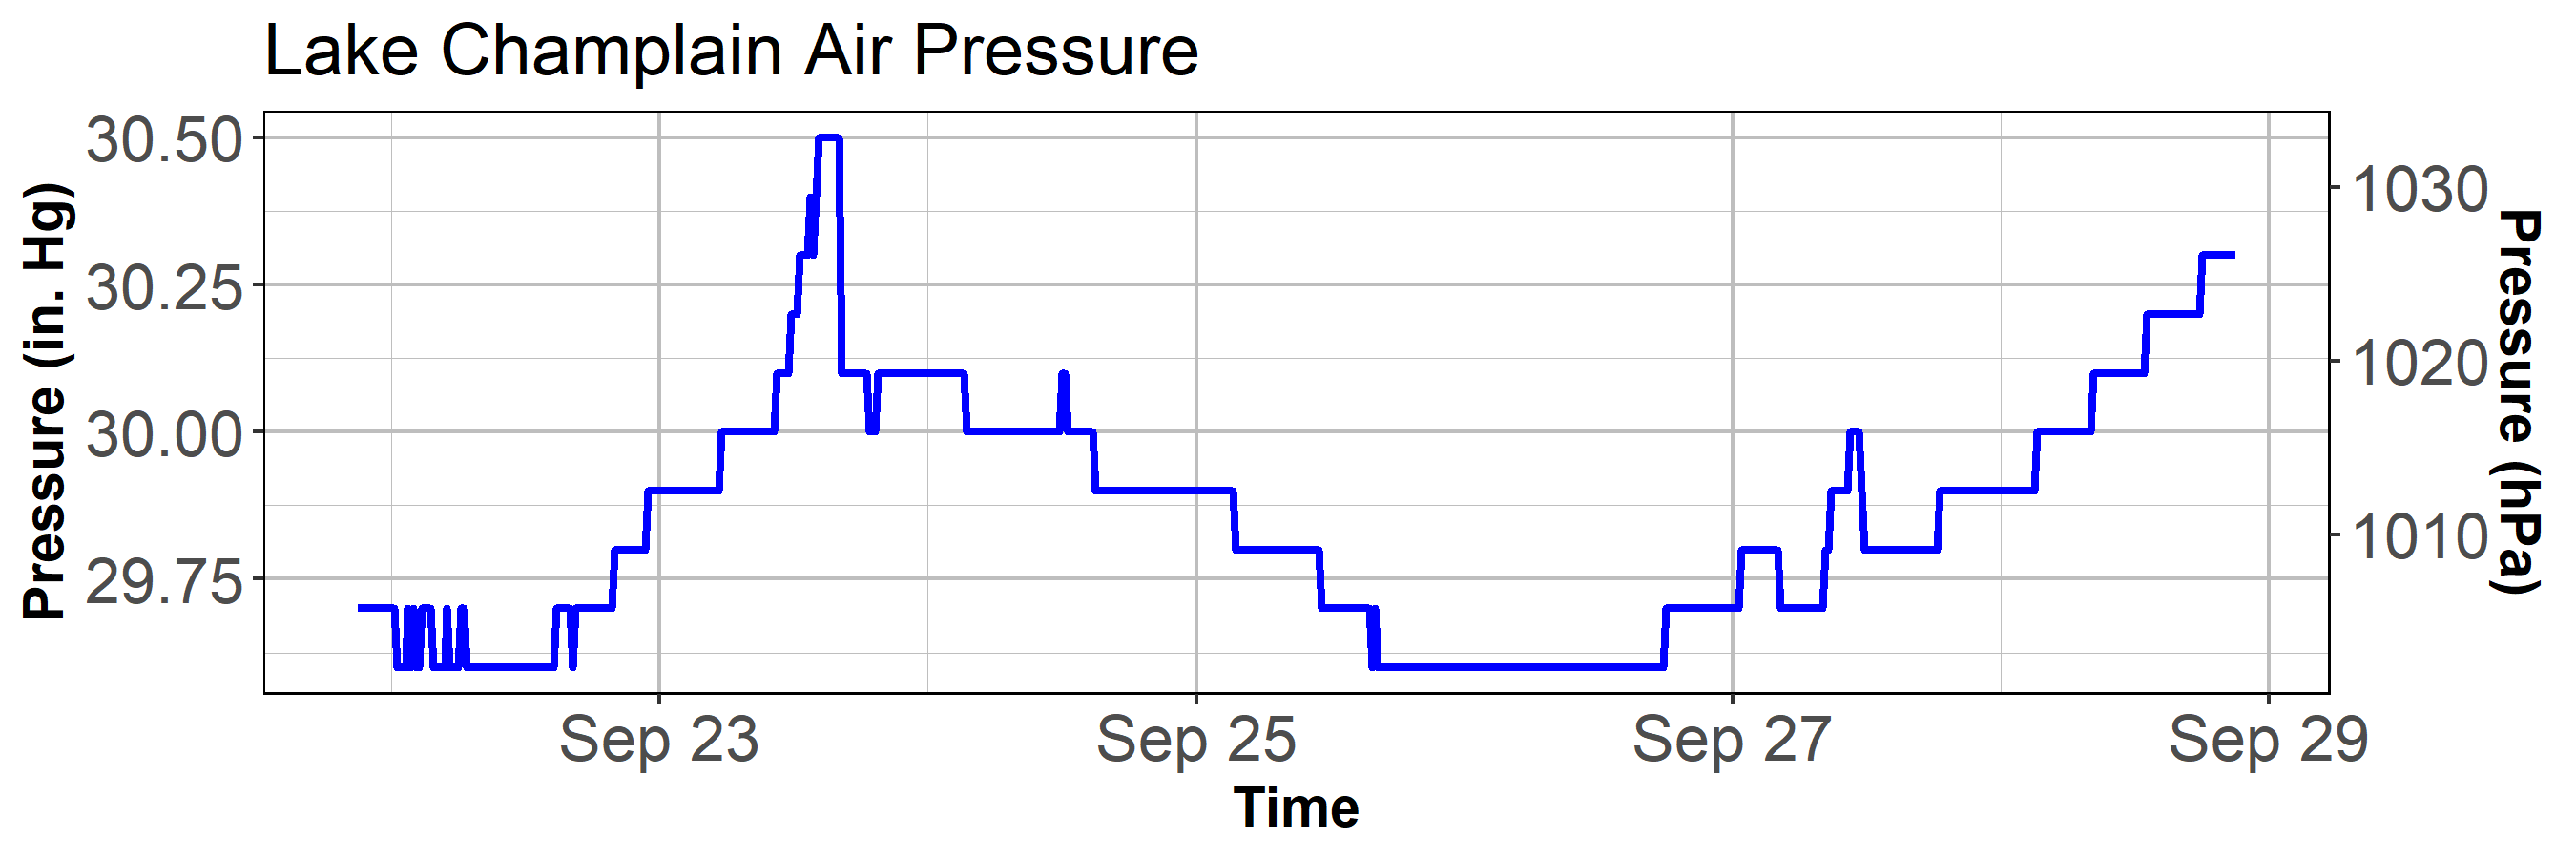 Lake Champlain Air Pressure
Pressure (in. Hg)
30.50
30.25
30.00
29.75
1030
1020
1010
Pressure (hPa)
Sep 23
Sep 25
Sep 27
Sep 29
Time